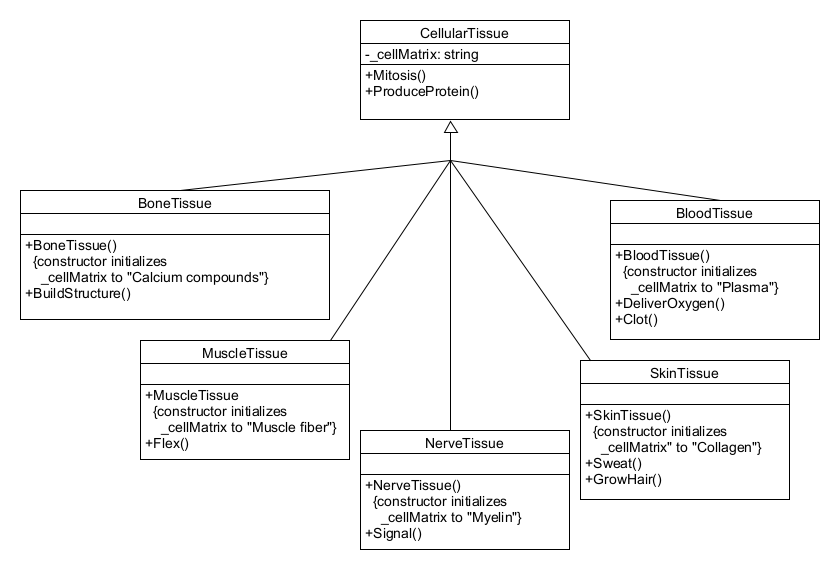 CellularTissue
-_cellMatrix: string
+Mitosis()
+ProduceProtein()
BoneTissue
+BoneTissue()
{constructor initializes
_cellMatrix to "Calcium compounds"}
+BuildStructure()
BloodTissue
+BloodTissue()
{constructor initializes
_cellMatrix to "Plasma"}
+DeliverOxygen()
+Clot()
MuscleTissue
+MuscleTissue
{constructor initializes
_cellMatrix to "Muscle fiber"}
+Flex()
SkinTissue
+SkinTissue()
{constructor initializes
_cellMatrix" to "Collagen"}
+Sweat()
+GrowHair()
NerveTissue
+NerveTissue()
{constructor initializes
_cellMatrix to "Myelin"}
+Signal()